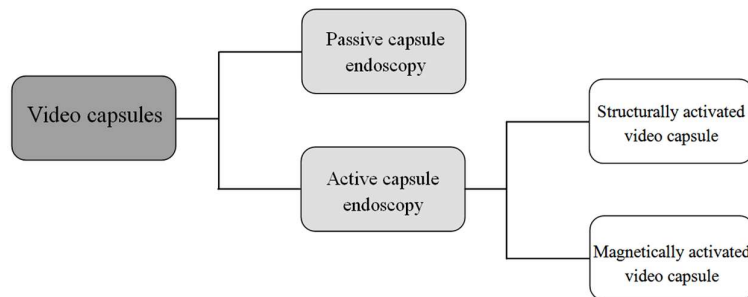 Video capsules
Passive capsule
endoscopy
Active capsule
endoscopy
Structurally activated
video capsule
Magnetically activated
video capsule